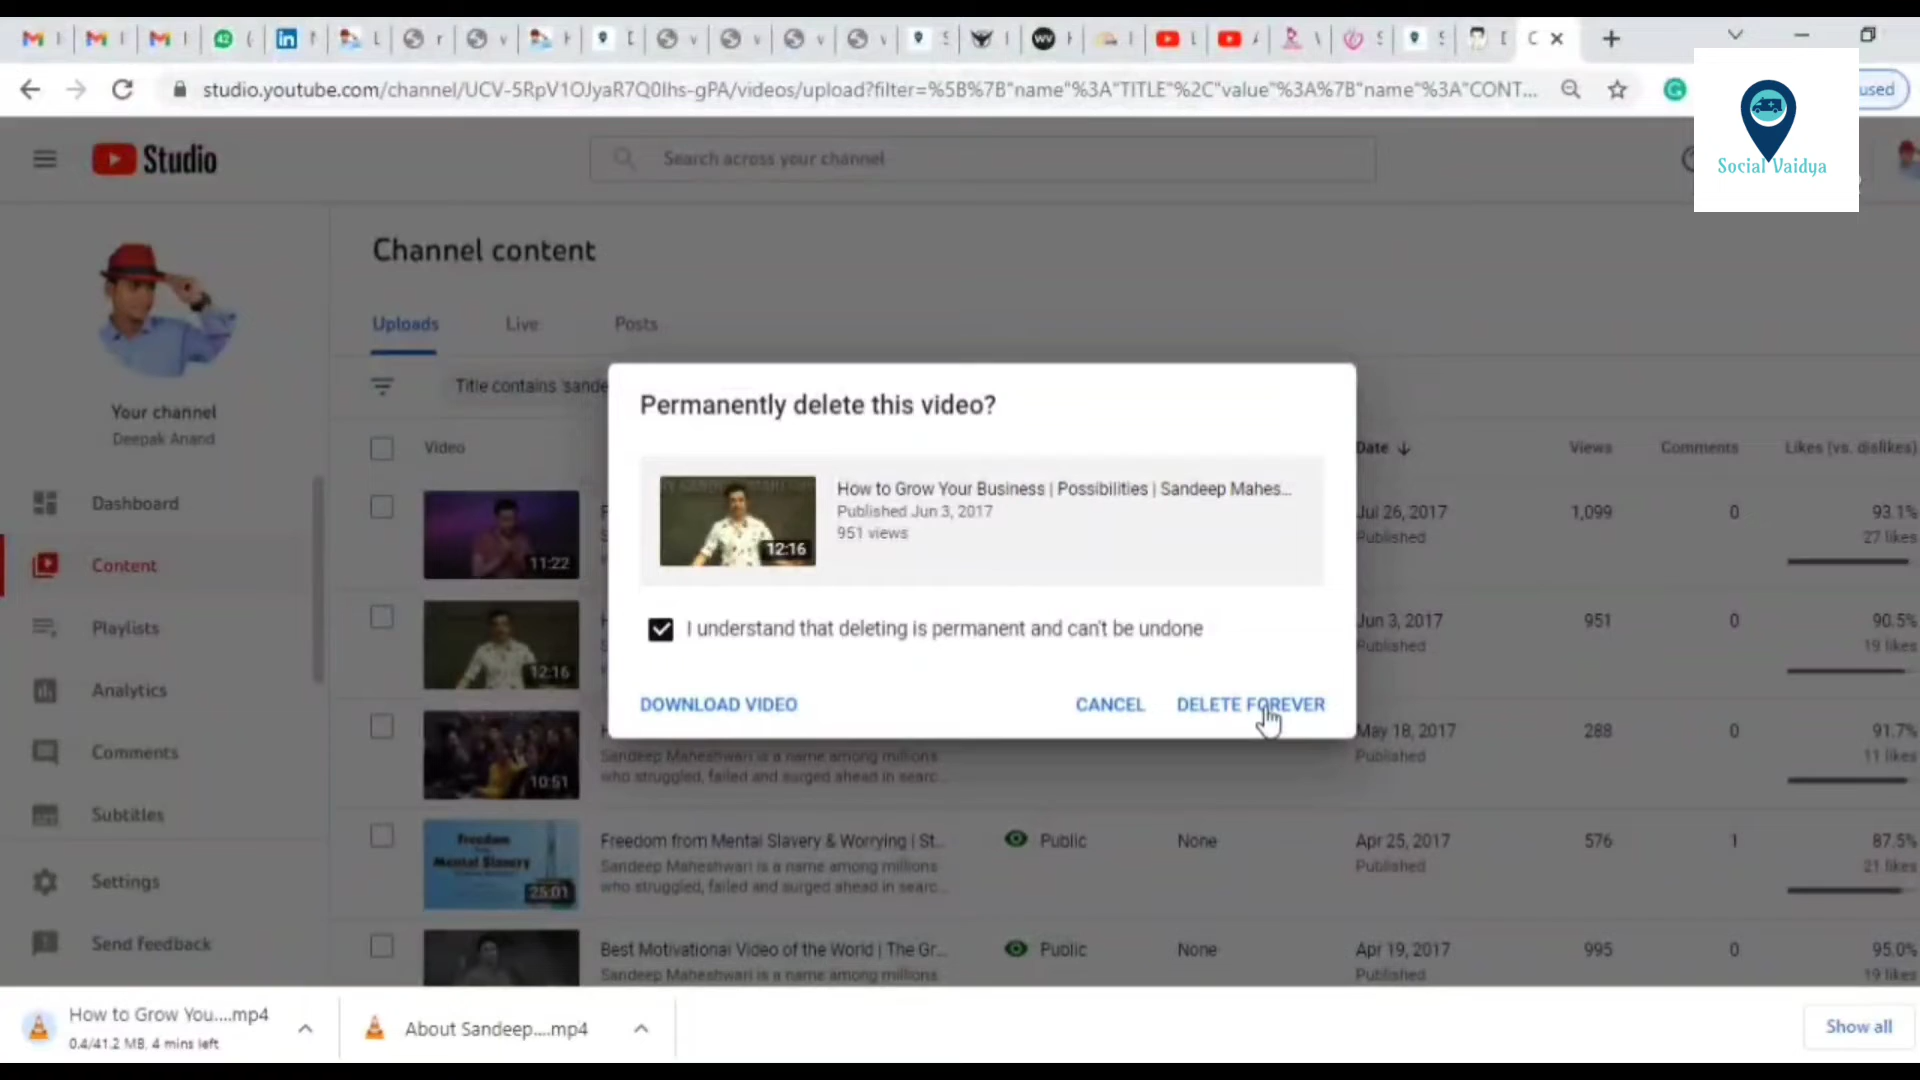 studio.youtube.com/channel/UCV-5RpV1OJyaR7Q0Ihs-gPA/videos/upload?filter=%5B%7B"name"%3A"TITLE"%2C"value"%3A%7B"name"%3A"CONT...
used
Social Vaidya
Studio
Search across your channel
Channel content
Uploads
Live
Posts
Title contains 'sande
Your channel
Deepak Anand
Dashboard
Content
Playlists
Analytics
Comments
Subtitles
Settings
Send feedback
Permanently delete this video?
12:16
How to Grow Your Business | Possibilities | Sandeep Mahes...
Published Jun 3, 2017
951 views
I understand that deleting is permanent and can't be undone
DOWNLOAD VIDEO
CANCEL
DELETE FOREVER
Video
Date
Views
Comments
Likes (vs. dislikes)
11:22
Jul 26, 2017
Published
1,099
0
93.1%
27 likes
12:16
Jun 3, 2017
Published
951
0
90.5%
19 likes
10:51
Sandeep Maheshwari is a name among millions
who struggled, failed and surged ahead in searc...
May 18, 2017
Published
288
0
91.7%
11 likes
Freedom
Mental Slavery
25:01
Freedom from Mental Slavery & Worrying | St...
Sandeep Maheshwari is a name among millions
who struggled, failed and surged ahead in searc...
Public
None
Apr 25, 2017
Published
576
1
87.5%
21 likes
Best Motivational Video of the World | The Gr...
Sandeep Maheshwari is a name among millions
Public
None
Apr 19, 2017
Published
995
0
95.0%
19 likes
How to Grow You....mp4
0.4/41.2 MB, 4 mins left
About Sandeep....mp4
Show all